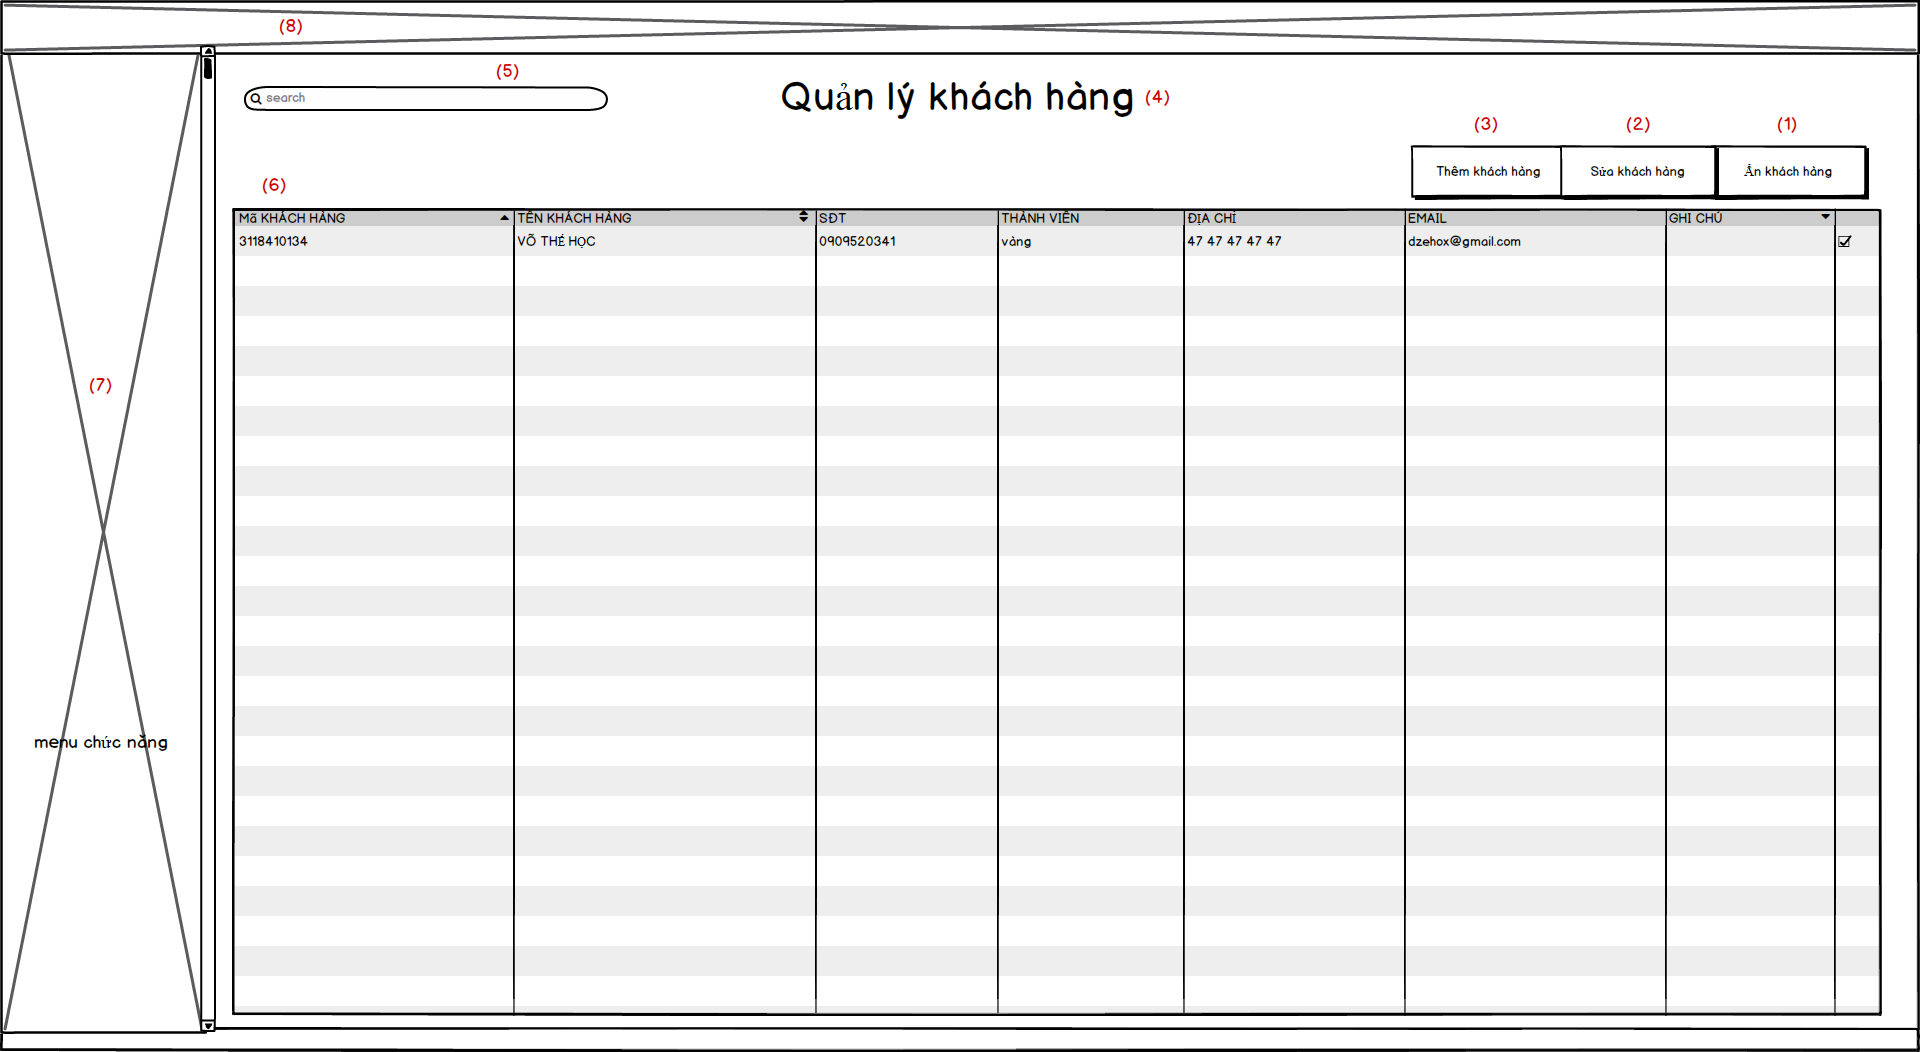 (8)
(5)
search
Quản lý khách hàng (4)
(3) (2) (1)
Thêm khách hàng Sửa khách hàng Ẩn khách hàng
(6)
Mã KHÁCH HÀNG TÊN KHÁCH HÀNG SĐT THÀNH VIÊN ĐỊA CHỈ EMAIL GHI CHÚ
3118410134 VÕ THẾ HỌC 0909520341 vàng 47 47 47 47 47 dzehox@gmail.com
(7)
menu chức năng